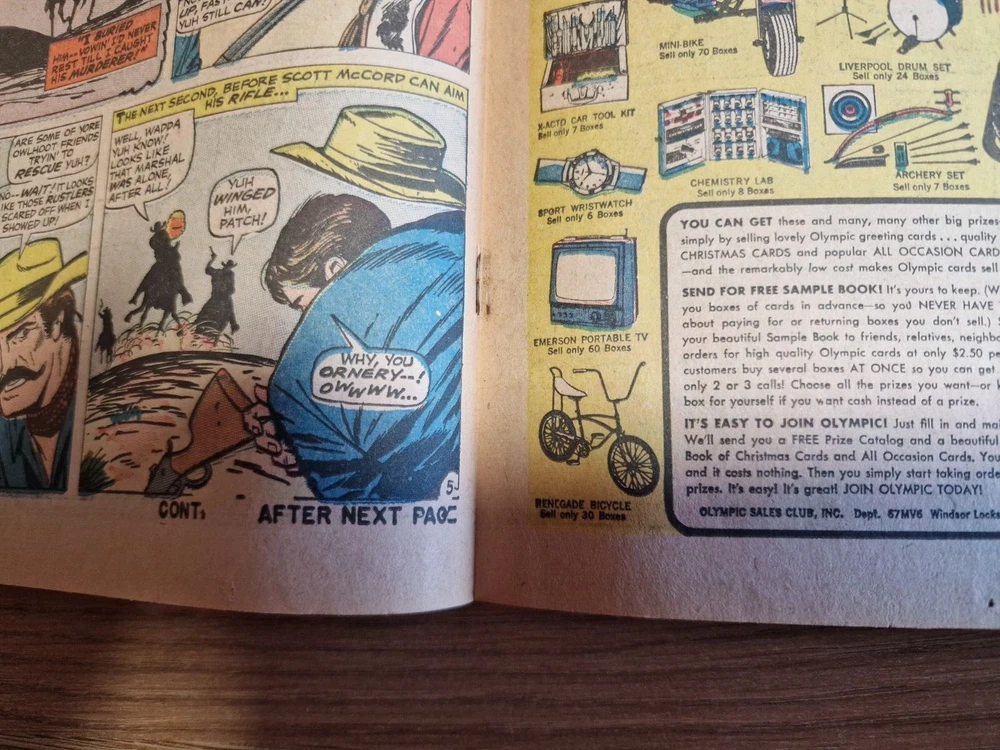 "I BURIED
HIM--VOWIN' I'D NEVER
REST TILL I CAUGHT
HIS MURDERER!"
UP, FAST
YUH STILL CAN!
THE NEXT SECOND, BEFORE SCOTT McCORD CAN AIM
HIS RIFLE...
ARE SOME OF YORE
OWLHOOT FRIENDS
TRYIN' TO
RESCUE YUH?
NO--WAIT! IT LOOKS
LIKE THOSE RUSTLERS
SCARED OFF WHEN I
SHOWED UP!
WELL, WADDA
YUH KNOW!
LOOKS LIKE
THAT MARSHAL
WAS ALONE,
AFTER ALL!
YUH
WINGED
HIM,
PATCH!
WHY, YOU
ORNERY--!
OWWWW...
5
CONT. AFTER NEXT PAGE
MINI-BIKE
Sell only 70 Boxes
LIVERPOOL DRUM SET
Sell only 24 Boxes
X-ACTO CAR TOOL KIT
Sell only 7 Boxes
CHEMISTRY LAB
Sell only 8 Boxes
ARCHERY SET
Sell only 7 Boxes
SPORT WRISTWATCH
Sell only 6 Boxes
EMERSON PORTABLE TV
Sell only 60 Boxes
RENEGADE BICYCLE
Sell only 30 Boxes
YOU CAN GET these and many, many other big prizes
simply by selling lovely Olympic greeting cards... quality
CHRISTMAS CARDS and popular ALL OCCASION CARD
—and the remarkably low cost makes Olympic cards sell
SEND FOR FREE SAMPLE BOOK! It's yours to keep. (W
you boxes of cards in advance—so you NEVER HAVE
about paying for or returning boxes you don't sell.)
your beautiful Sample Book to friends, relatives, neighbo
orders for high quality Olympic cards at only $2.50 pe
customers buy several boxes AT ONCE so you can get
only 2 or 3 calls! Choose all the prizes you want—or
box for yourself if you want cash instead of a prize.
IT'S EASY TO JOIN OLYMPIC! Just fill in and mai
We'll send you a FREE Prize Catalog and a beautiful
Book of Christmas Cards and All Occasion Cards. You
and it costs nothing. Then you simply start taking orde
prizes. It's easy! It's great! JOIN OLYMPIC TODAY!
OLYMPIC SALES CLUB, INC. Dept. 67MV6 Windsor Locks